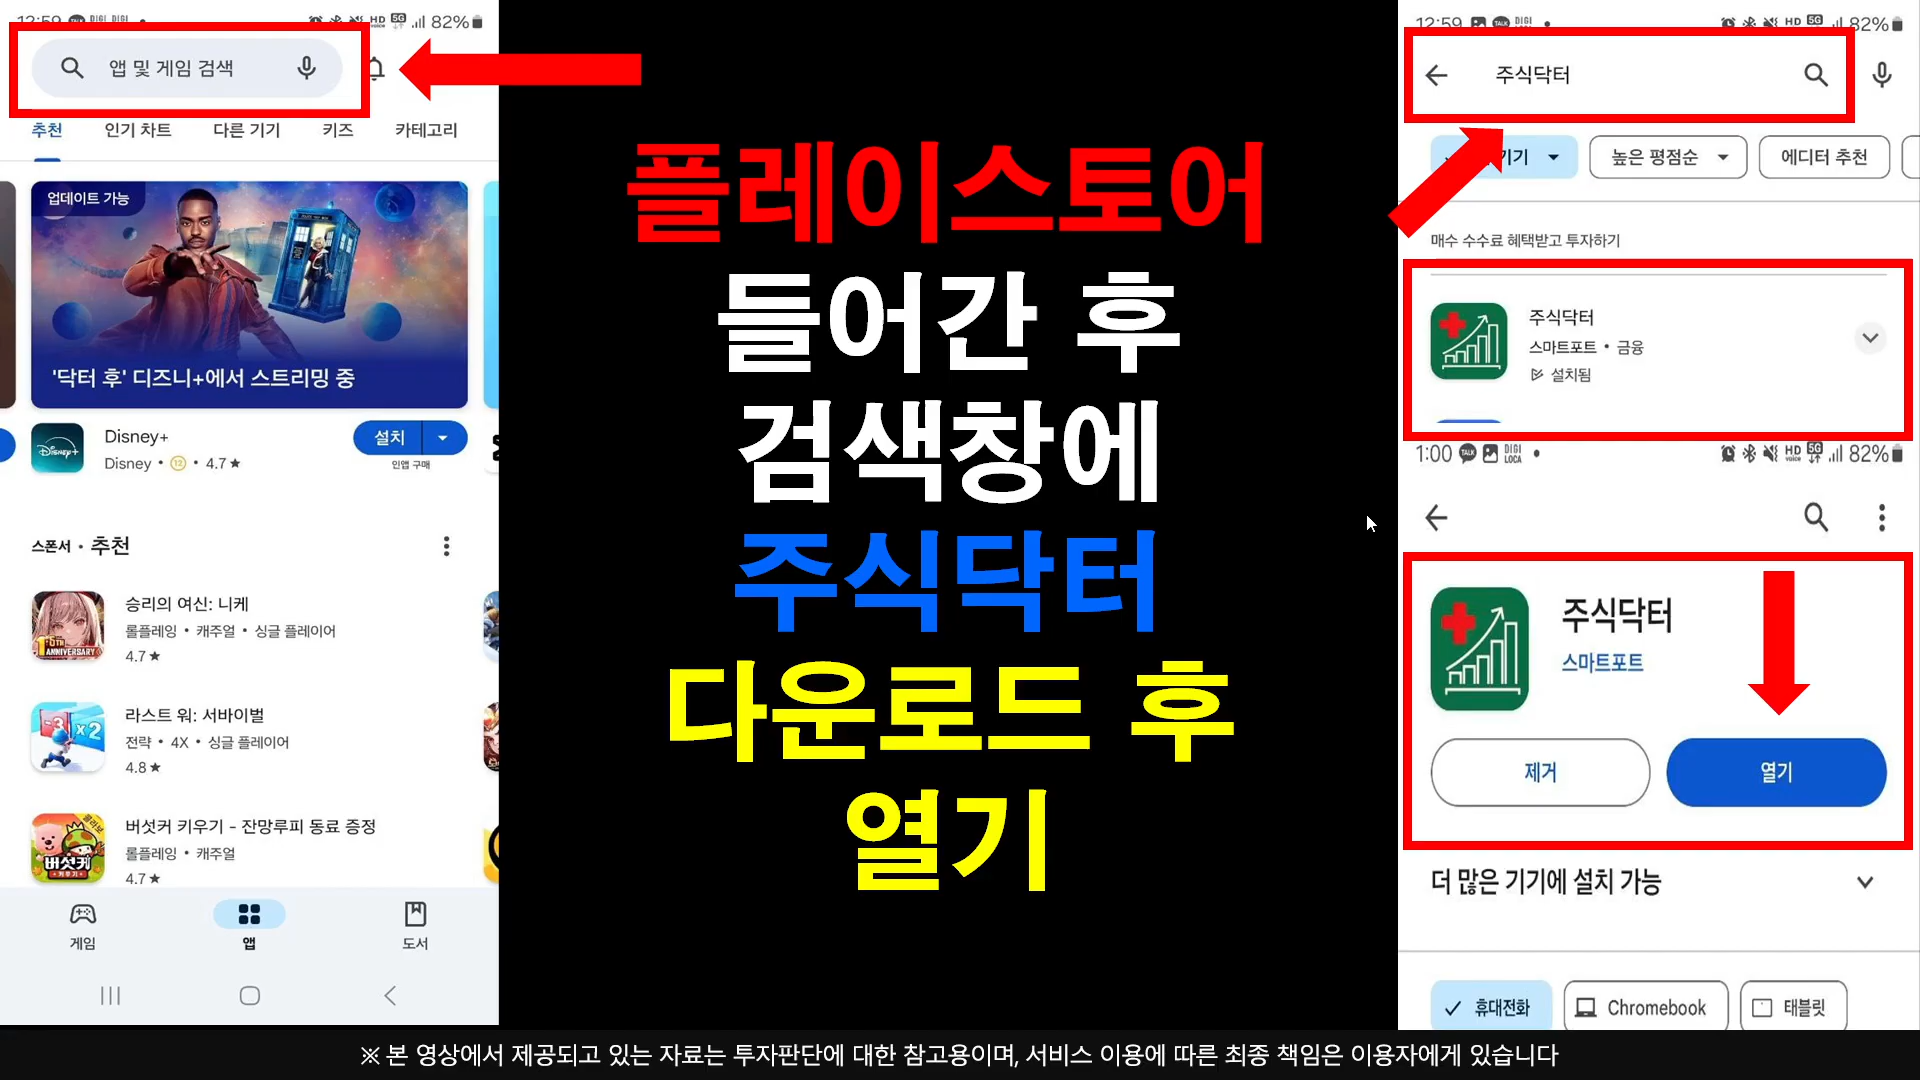 82%
앱 및 게임 검색
추천 인기 차트 다른 기기 키즈 카테고리
업데이트 가능
'닥터 후' 디즈니+에서 스트리밍 중
Disney+
Disney+
Disney • 12 • 4.7★
설치
인앱 구매
스폰서 • 추천
승리의 여신: 니케
롤플레잉 • 캐주얼 • 싱글 플레이어
4.7★
라스트 워: 서바이벌
전략 • 4X • 싱글 플레이어
4.8★
버섯커 키우기 - 잔망루피 동료 증정
롤플레잉 • 캐주얼
4.7★
게임 앱 도서
플레이스토어
들어간 후
검색창에
주식닥터
다운로드 후
열기
12:59 82%
주식닥터
기기 높은 평점순 에디터 추천
매수 수수료 혜택받고 투자하기
주식닥터
스마트포트 • 금융
설치됨
1:00 TALK DIGI LOCA HD voice 5G 82%
주식닥터
스마트포트
제거 열기
더 많은 기기에 설치 가능
휴대전화 Chromebook 태블릿
※ 본 영상에서 제공되고 있는 자료는 투자판단에 대한 참고용이며, 서비스 이용에 따른 최종 책임은 이용자에게 있습니다